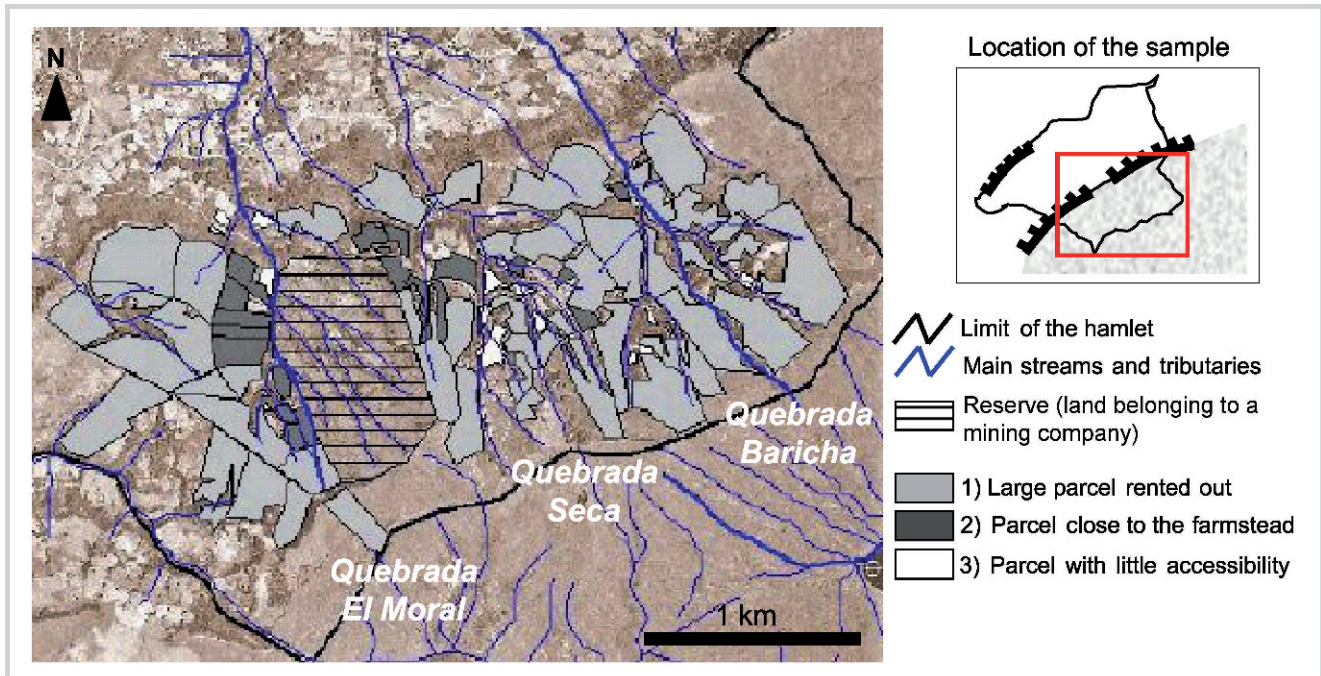 N
Quebrada
Baricha
Quebrada
Seca
Quebrada
El Moral
1 km
Location of the sample
Limit of the hamlet
Main streams and tributaries
Reserve (land belonging to a
mining company)
1) Large parcel rented out
2) Parcel close to the farmstead
3) Parcel with little accessibility